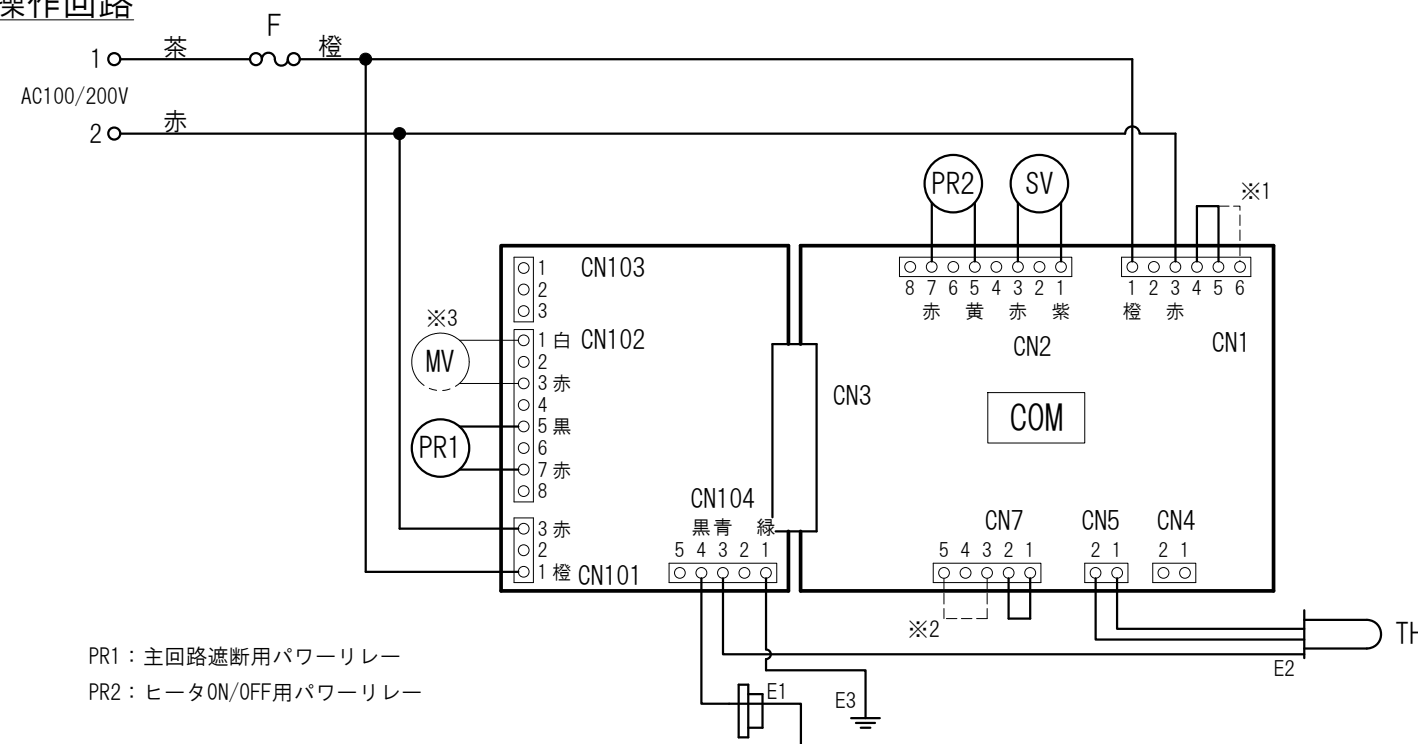 操作回路
F
1
茶
橙
AC100/200V
2
赤
PR2
SV
※1
8 7 6 5 4 3 2 1
赤 黄 赤 紫
CN2
1 2 3 4 5 6
橙 赤
CN1
1
2
3
CN103
※3
MV
1 白
CN102
2
3 赤
4
5 黒
PR1
6
7 赤
8
3 赤
2
1 橙
CN101
CN3
COM
CN104
黒 青 緑
5 4 3 2 1
CN7
5 4 3 2 1
CN5
2 1
CN4
2 1
※2
TH
E2
E1
E3
PR1：主回路遮断用パワーリレー
PR2：ヒータON/OFF用パワーリレー